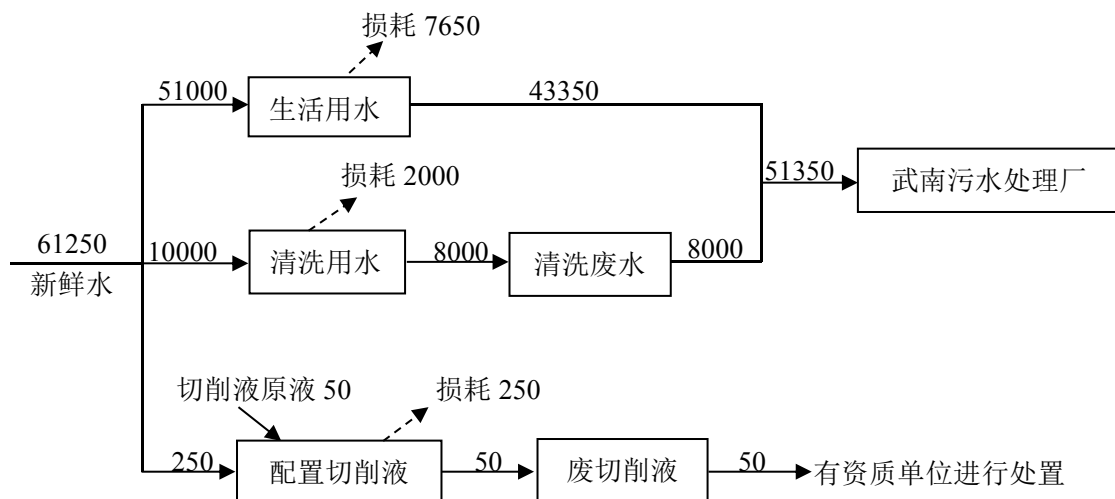 损耗 7650
51000
生活用水
43350
损耗 2000
51350
武南污水处理厂
61250
新鲜水
10000
清洗用水
8000
清洗废水
8000
切削液原液 50
损耗 250
250
配置切削液
50
废切削液
50
有资质单位进行处置